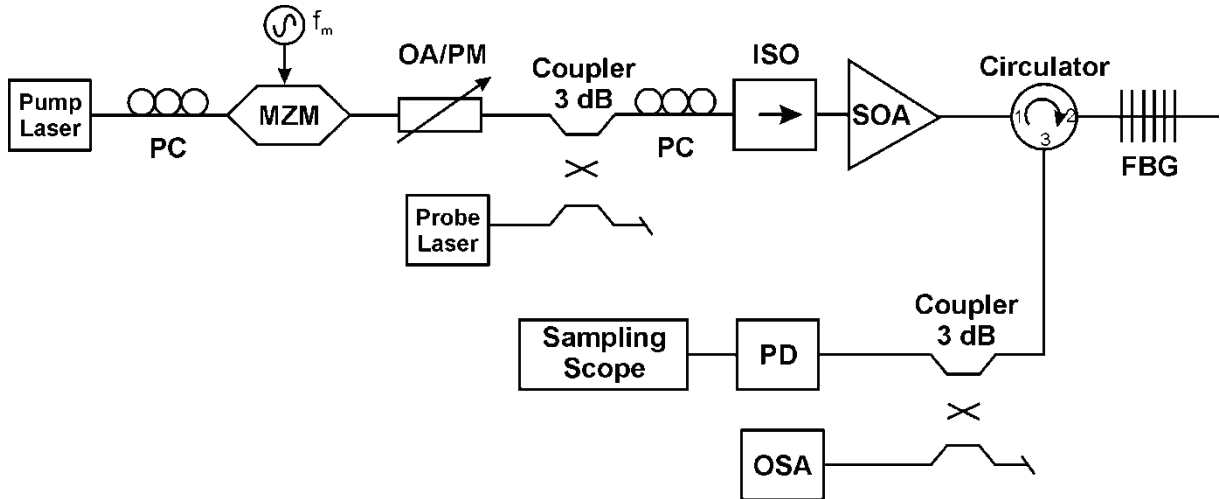 f_m
OA/PM
Coupler
3 dB
ISO
Circulator
Pump
Laser
PC
MZM
PC
SOA
1
2
3
FBG
Probe
Laser
Coupler
3 dB
Sampling
Scope
PD
OSA